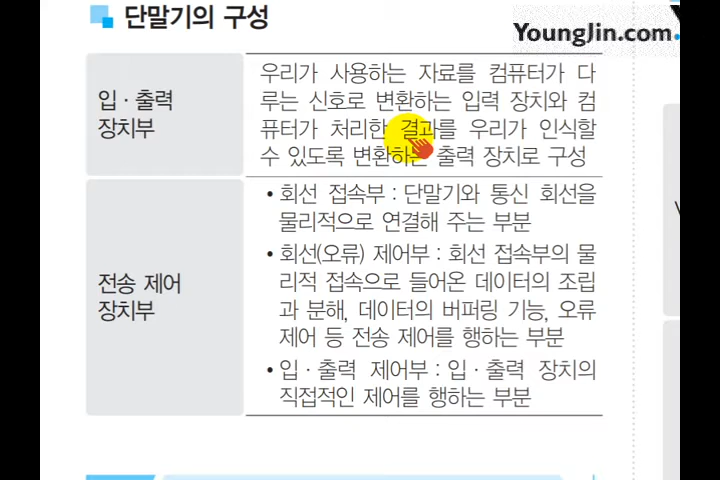 단말기의 구성
YoungJin.com
입·출력
장치부
우리가 사용하는 자료를 컴퓨터가 다
루는 신호로 변환하는 입력 장치와 컴
퓨터가 처리한 결과를 우리가 인식할
수 있도록 변환하는 출력 장치로 구성
전송 제어
장치부
• 회선 접속부 : 단말기와 통신 회선을
물리적으로 연결해 주는 부분
• 회선(오류) 제어부 : 회선 접속부의 물
리적 접속으로 들어온 데이터의 조립
과 분해, 데이터의 버퍼링 기능, 오류
제어 등 전송 제어를 행하는 부분
• 입·출력 제어부 : 입·출력 장치의
직접적인 제어를 행하는 부분